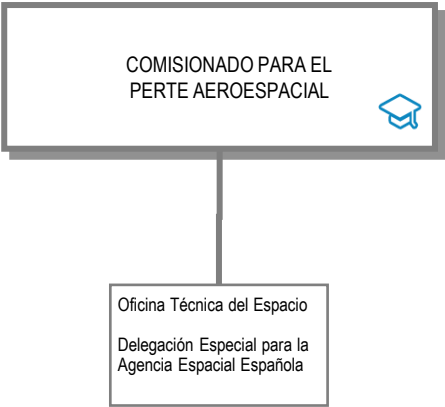 COMISIONADO PARA EL
PERTE AEROESPACIAL
Oficina Técnica del Espacio
Delegación Especial para la
Agencia Espacial Española